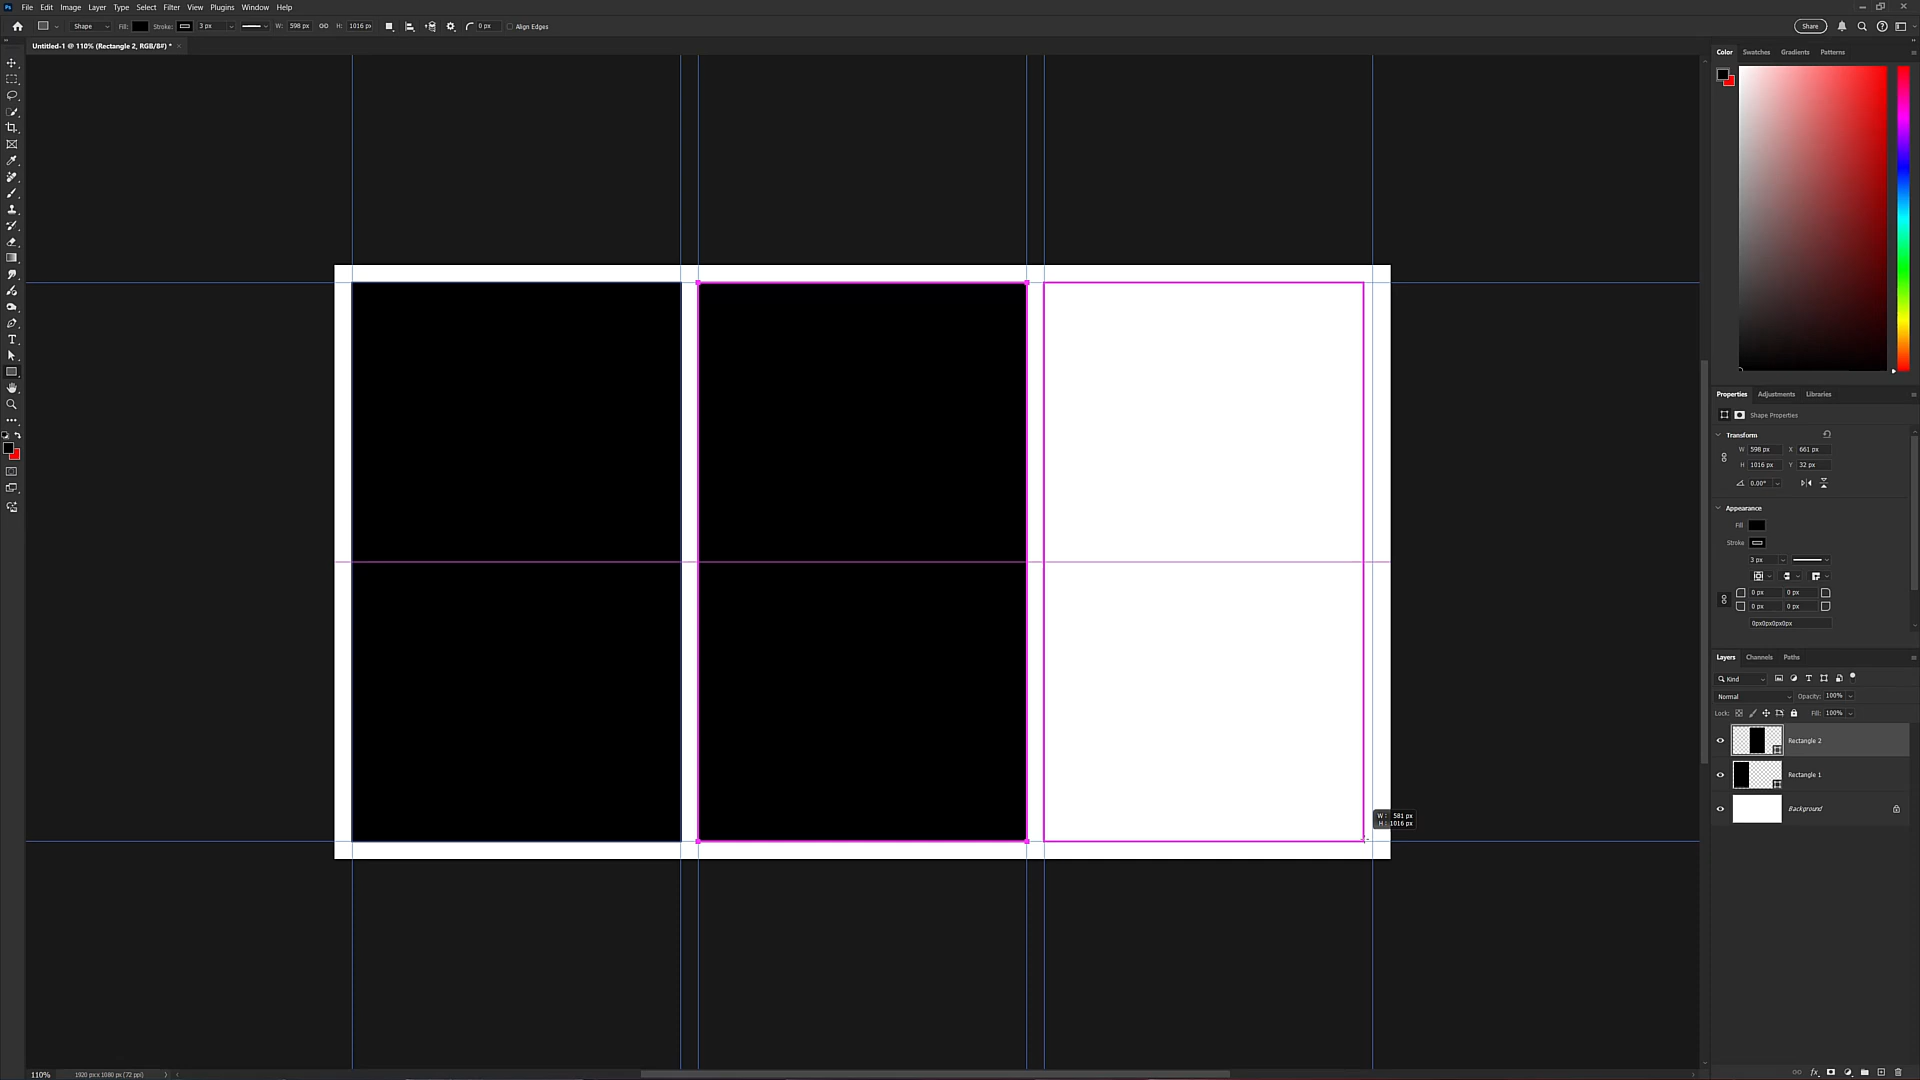 Ps File Edit Image Layer Type Select Filter View Plugins Window Help
Shape Fill: Stroke: 3 px W: 598 px H: 1016 px 0 px Align Edges Share
Untitled-1 @ 110% (Rectangle 2, RGB/8#) * ×
Color Swatches Gradients Patterns
Properties Adjustments Libraries
Shape Properties
Transform
W 598 px X 661 px
H 1016 px Y 32 px
0.00°
Appearance
Fill
Stroke
3 px
0 px 0 px
0 px 0 px
0px0px0px0px
Layers Channels Paths
Kind
Normal Opacity: 100%
Lock: Fill: 100%
Rectangle 2
Rectangle 1
Background
W: 581 px
H: 1016 px
110% 1920 px x 1080 px (72 ppi)